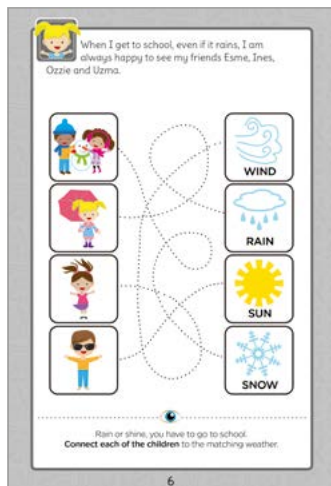 When I get to school, even if it rains, I am
always happy to see my friends Esme, Ines,
Ozzie and Uzma.
WIND
RAIN
SUN
SNOW
Rain or shine, you have to go to school.
Connect each of the children to the matching weather.
6